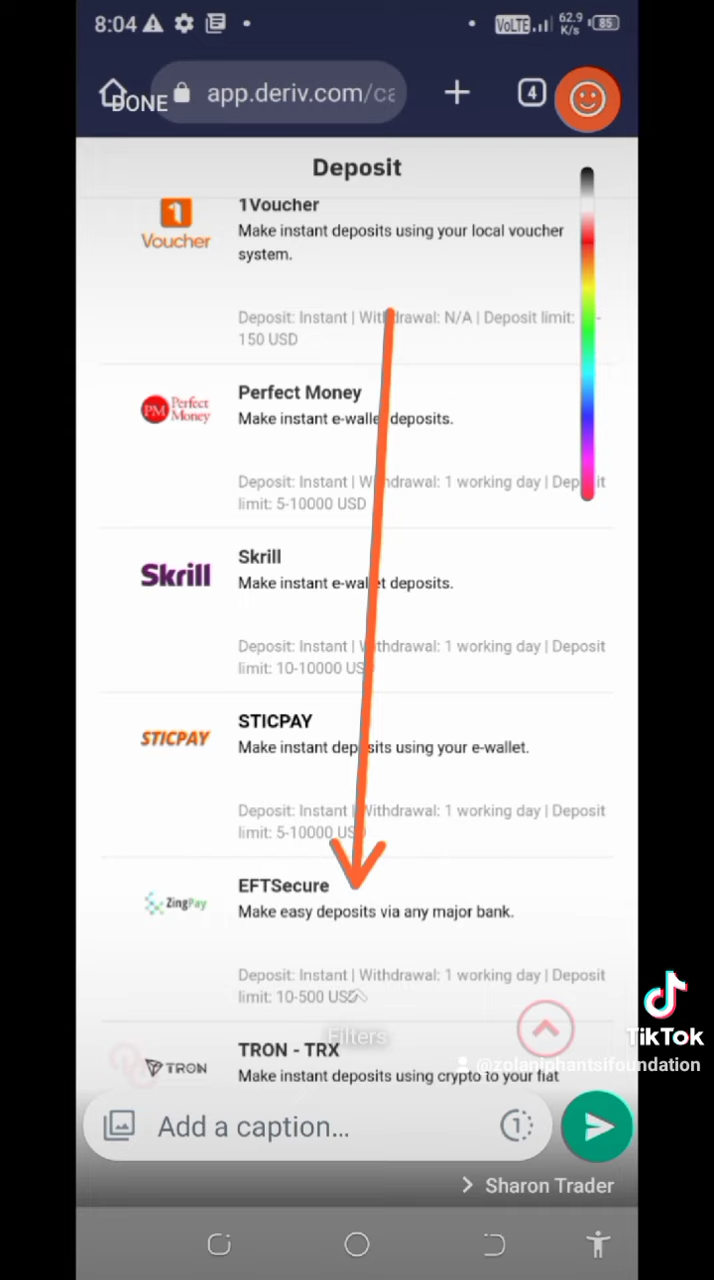 8:04
VoLTE
62.9
K/s
85
DONE
app.deriv.com/ca
4
Deposit
1
Voucher
1Voucher
Make instant deposits using your local voucher
system.
Deposit: Instant | Withdrawal: N/A | Deposit limit:
-
150 USD
PM Perfect
Money
Perfect Money
Make instant e-wallet deposits.
Deposit: Instant | Withdrawal: 1 working day | Deposit
limit: 5-10000 USD
Skrill
Skrill
Make instant e-wallet deposits.
Deposit: Instant | Withdrawal: 1 working day | Deposit
limit: 10-10000 USD
STICPAY
STICPAY
Make instant deposits using your e-wallet.
Deposit: Instant | Withdrawal: 1 working day | Deposit
limit: 5-10000 USD
ZingPay
EFTSecure
Make easy deposits via any major bank.
Deposit: Instant | Withdrawal: 1 working day | Deposit
limit: 10-500 USD
Filters
TikTok
TRON
TRON - TRX
@zolaniphantsifoundation
Make instant deposits using crypto to your fiat
Add a caption...
1
Sharon Trader